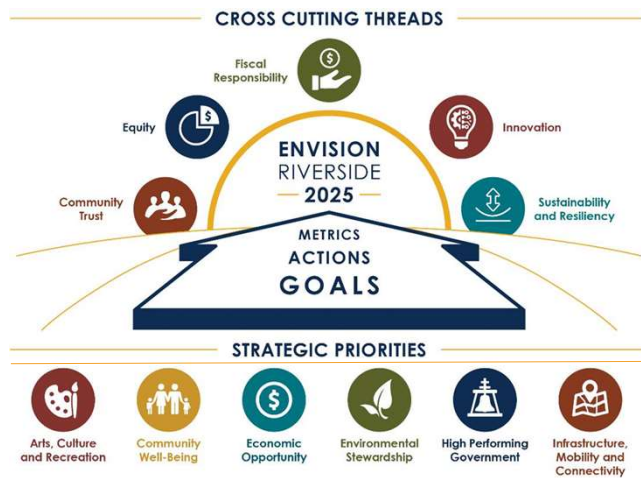 CROSS CUTTING THREADS
Fiscal
Responsibility
$
Equity
$
Innovation
Community
Trust
Sustainability
and Resiliency
ENVISION
RIVERSIDE
2025
METRICS
ACTIONS
GOALS
STRATEGIC PRIORITIES
$
Arts, Culture
and Recreation
Community
Well-Being
Economic
Opportunity
Environmental
Stewardship
High Performing
Government
Infrastructure,
Mobility and
Connectivity